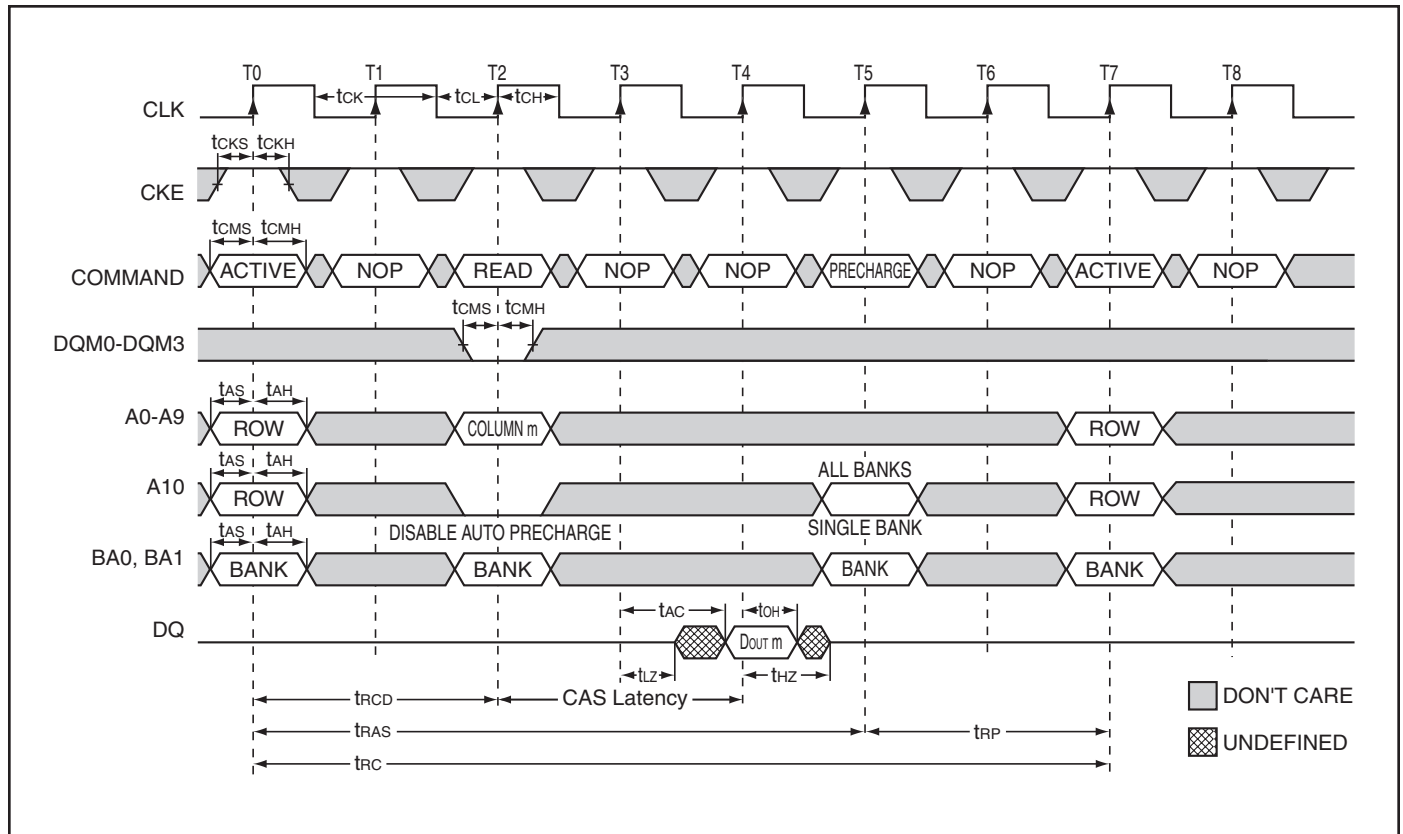 T0 T1 T2 T3 T4 T5 T6 T7 T8
CLK tCK tCL tCH
tCKS tCKH
CKE
tCMS tCMH
COMMAND ACTIVE NOP READ NOP NOP PRECHARGE NOP ACTIVE NOP
tCMS tCMH
DQM0-DQM3
tAS tAH
A0-A9 ROW COLUMN m ROW
tAS tAH ALL BANKS
A10 ROW ROW
tAS tAH DISABLE AUTO PRECHARGE SINGLE BANK
BA0, BA1 BANK BANK BANK BANK
tAC tOH
DQ DOUT m
tLZ tHZ
tRCD CAS Latency
DON'T CARE
tRAS tRP
UNDEFINED
tRC